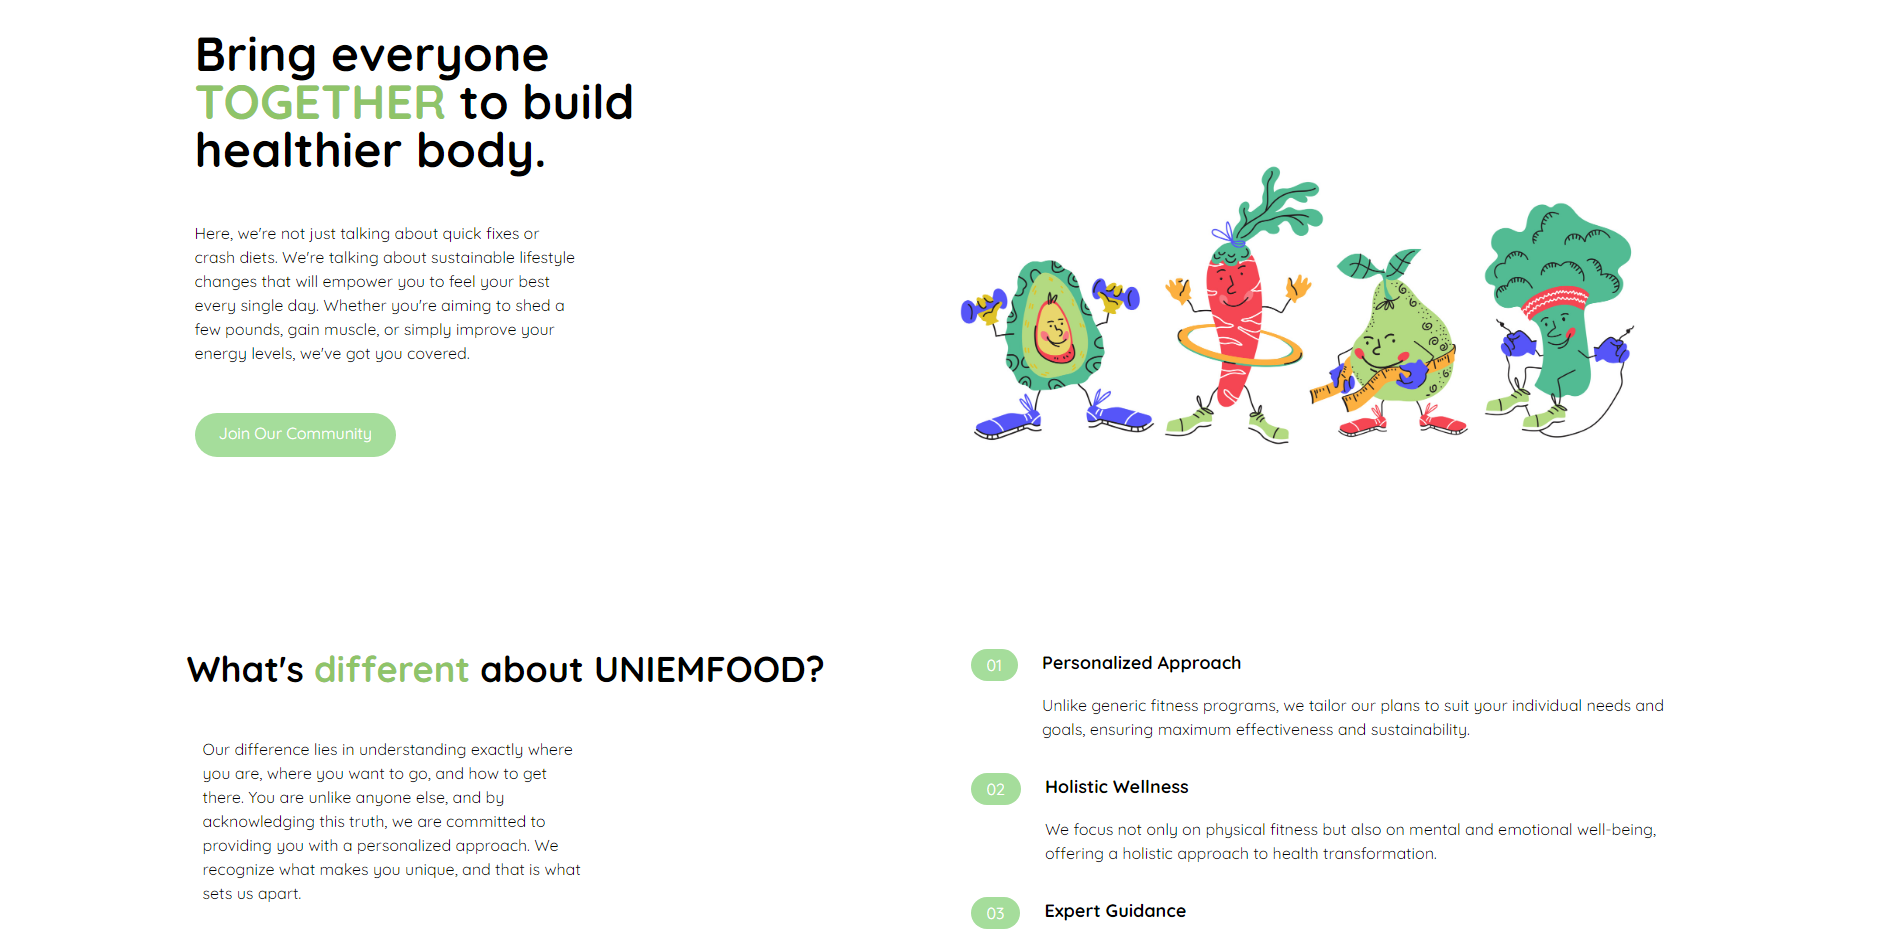 Bring everyone
TOGETHER to build
healthier body.
Here, we're not just talking about quick fixes or
crash diets. We're talking about sustainable lifestyle
changes that will empower you to feel your best
every single day. Whether you're aiming to shed a
few pounds, gain muscle, or simply improve your
energy levels, we've got you covered.
Join Our Community
What's different about UNIEMFOOD?
Our difference lies in understanding exactly where
you are, where you want to go, and how to get
there. You are unlike anyone else, and by
acknowledging this truth, we are committed to
providing you with a personalized approach. We
recognize what makes you unique, and that is what
sets us apart.
01 Personalized Approach
Unlike generic fitness programs, we tailor our plans to suit your individual needs and
goals, ensuring maximum effectiveness and sustainability.
02 Holistic Wellness
We focus not only on physical fitness but also on mental and emotional well-being,
offering a holistic approach to health transformation.
03 Expert Guidance